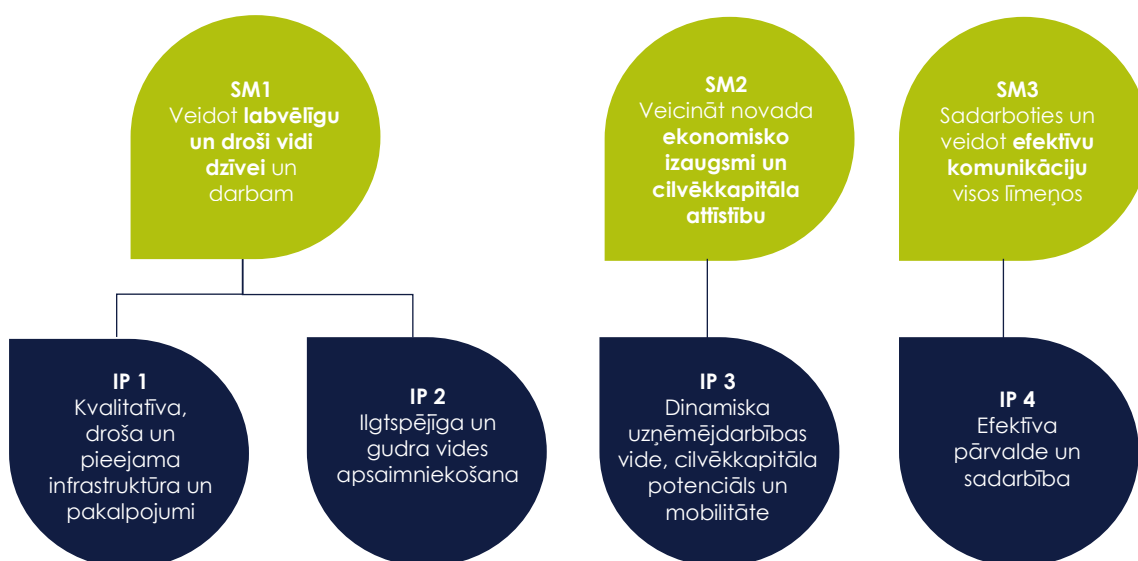 SM1
Veidot labvēlīgu
un droši vidi
dzīvei un
darbam
SM2
Veicināt novada
ekonomisko
izaugsmi un
cilvēkkapitāla
attīstību
SM3
Sadarboties un
veidot efektīvu
komunikāciju
visos līmeņos
IP 1
Kvalitatīva,
droša un
pieejama
infrastruktūra un
pakalpojumi
IP 2
Ilgtspējīga un
gudra vides
apsaimniekošana
IP 3
Dinamiska
uzņēmējdarbības
vide, cilvēkkapitāla
potenciāls un
mobilitāte
IP 4
Efektīva
pārvalde un
sadarbība